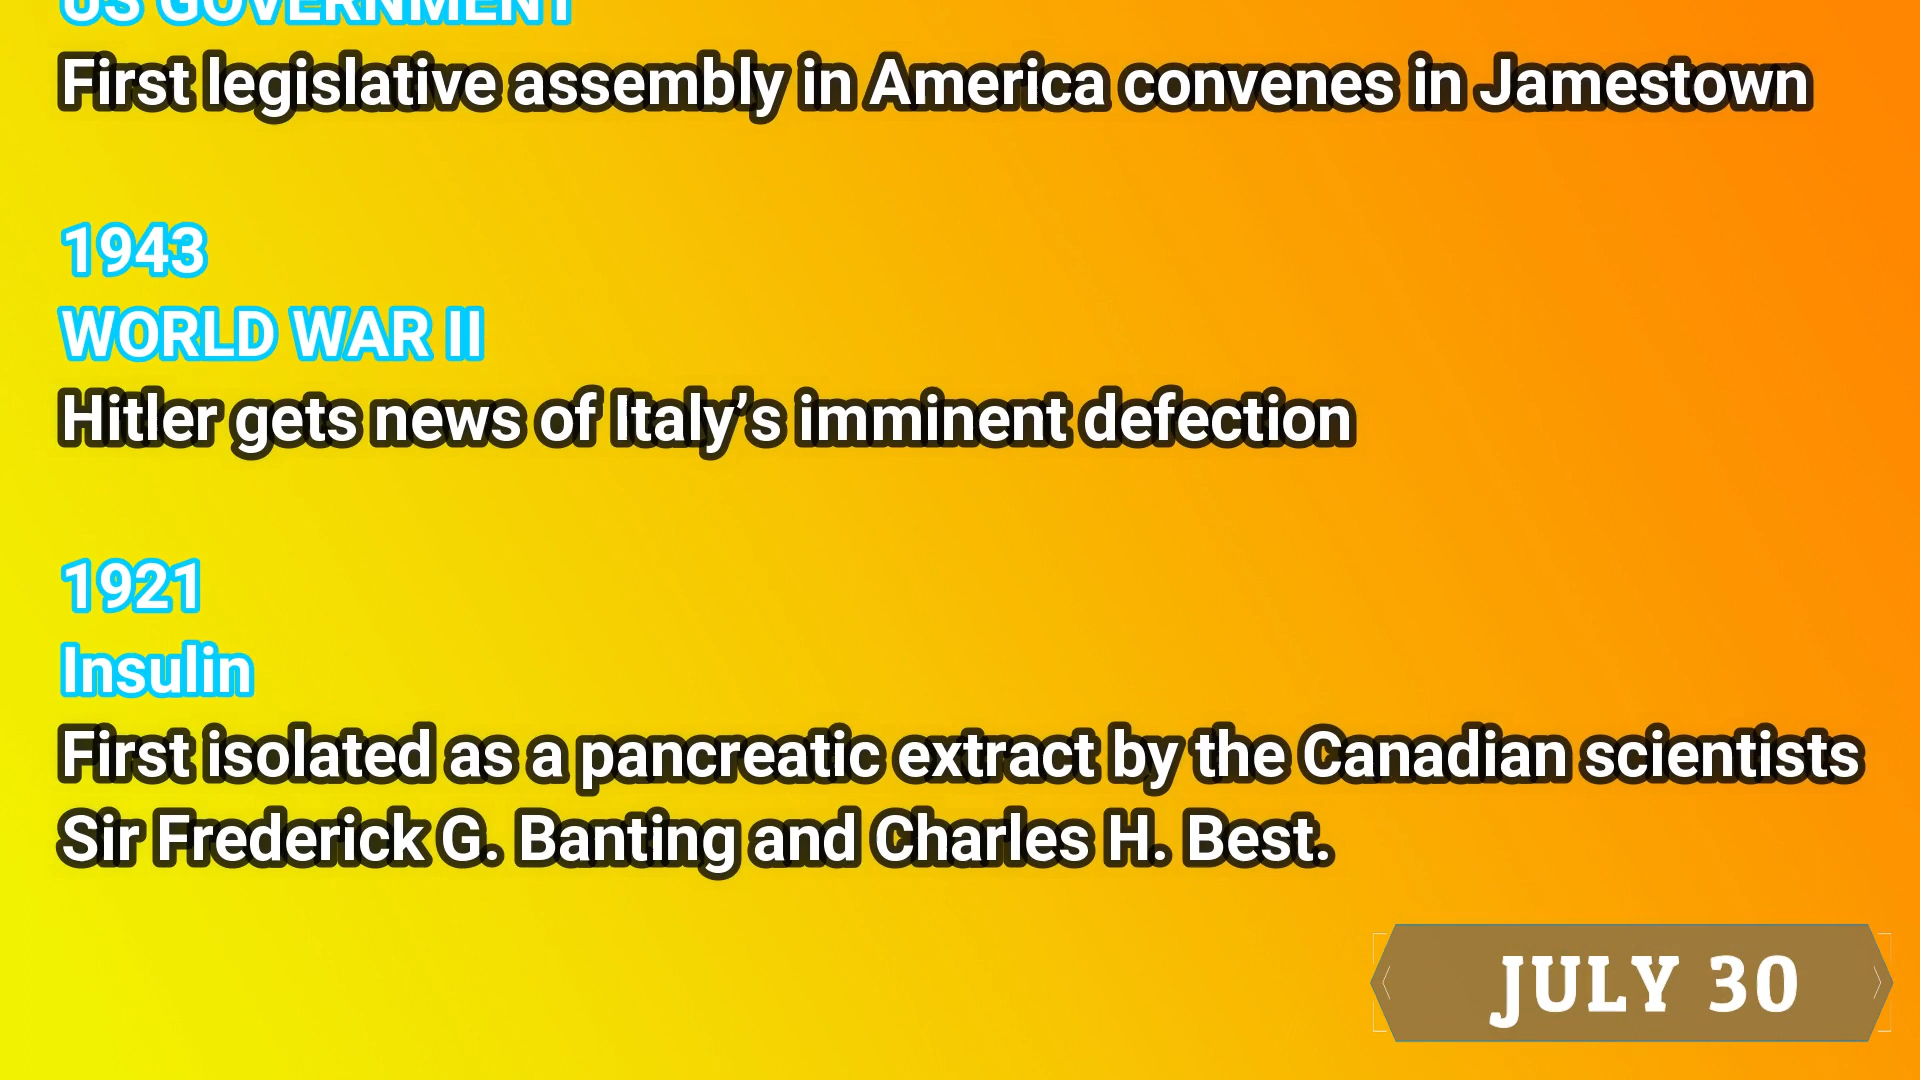 US GOVERNMENT
First legislative assembly in America convenes in Jamestown
1943
WORLD WAR II
Hitler gets news of Italy’s imminent defection
1921
Insulin
First isolated as a pancreatic extract by the Canadian scientists
Sir Frederick G. Banting and Charles H. Best.
JULY 30